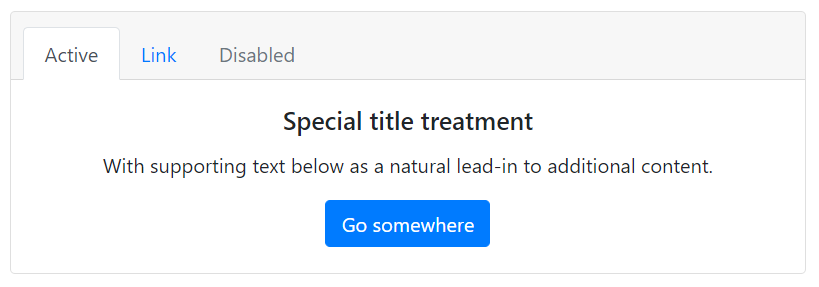 Active Link Disabled
Special title treatment
With supporting text below as a natural lead-in to additional content.
Go somewhere